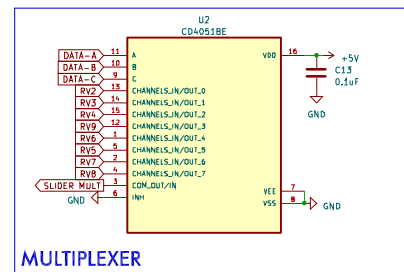 U2
CD4051BE
DATA-A 11 A VDD 16 +5V
DATA-B 10 B
DATA-C 9 C C13
RV2 13 CHANNELS_IN/OUT_0 0.1uF
RV3 14 CHANNELS_IN/OUT_1
RV4 15 CHANNELS_IN/OUT_2 GND
RV9 12 CHANNELS_IN/OUT_3
RV6 1 CHANNELS_IN/OUT_4
RV5 5 CHANNELS_IN/OUT_5
RV7 2 CHANNELS_IN/OUT_6
RV8 4 CHANNELS_IN/OUT_7
SLIDER MULT 3 COM_OUT/IN VEE 7
GND 6 INH VSS 8 GND
MULTIPLEXER